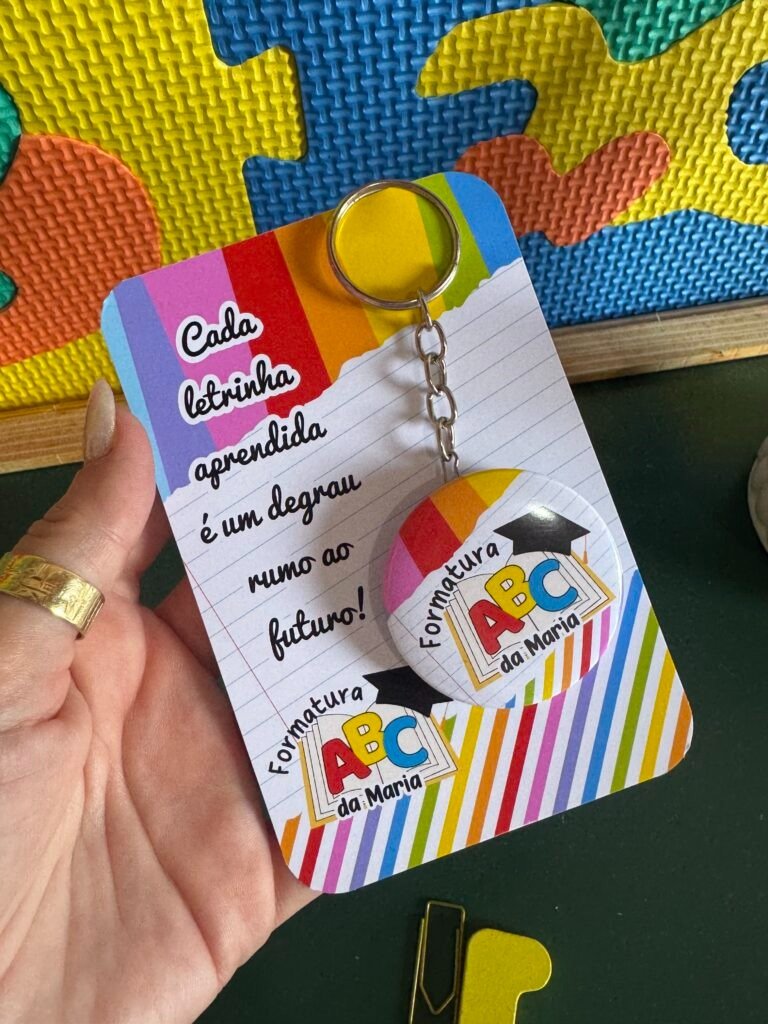 Cada
letrinha
aprendida
é um degrau
rumo ao
futuro!
Formatura
ABC
da Maria
Formatura
ABC
da Maria